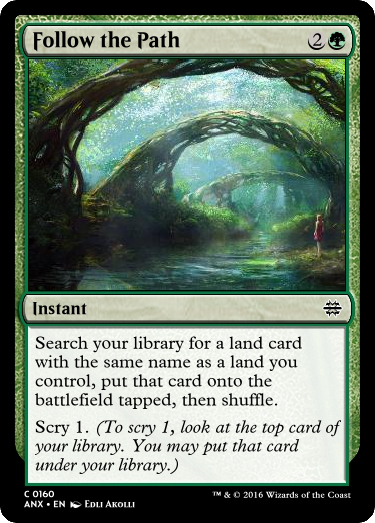 Follow the Path 2
Instant
Search your library for a land card
with the same name as a land you
control, put that card onto the
battlefield tapped, then shuffle.
Scry 1. (To scry 1, look at the top card of
your library. You may put that card
under your library.)
C 0160
ANX • EN Edli Akolli
™ & © 2016 Wizards of the Coast